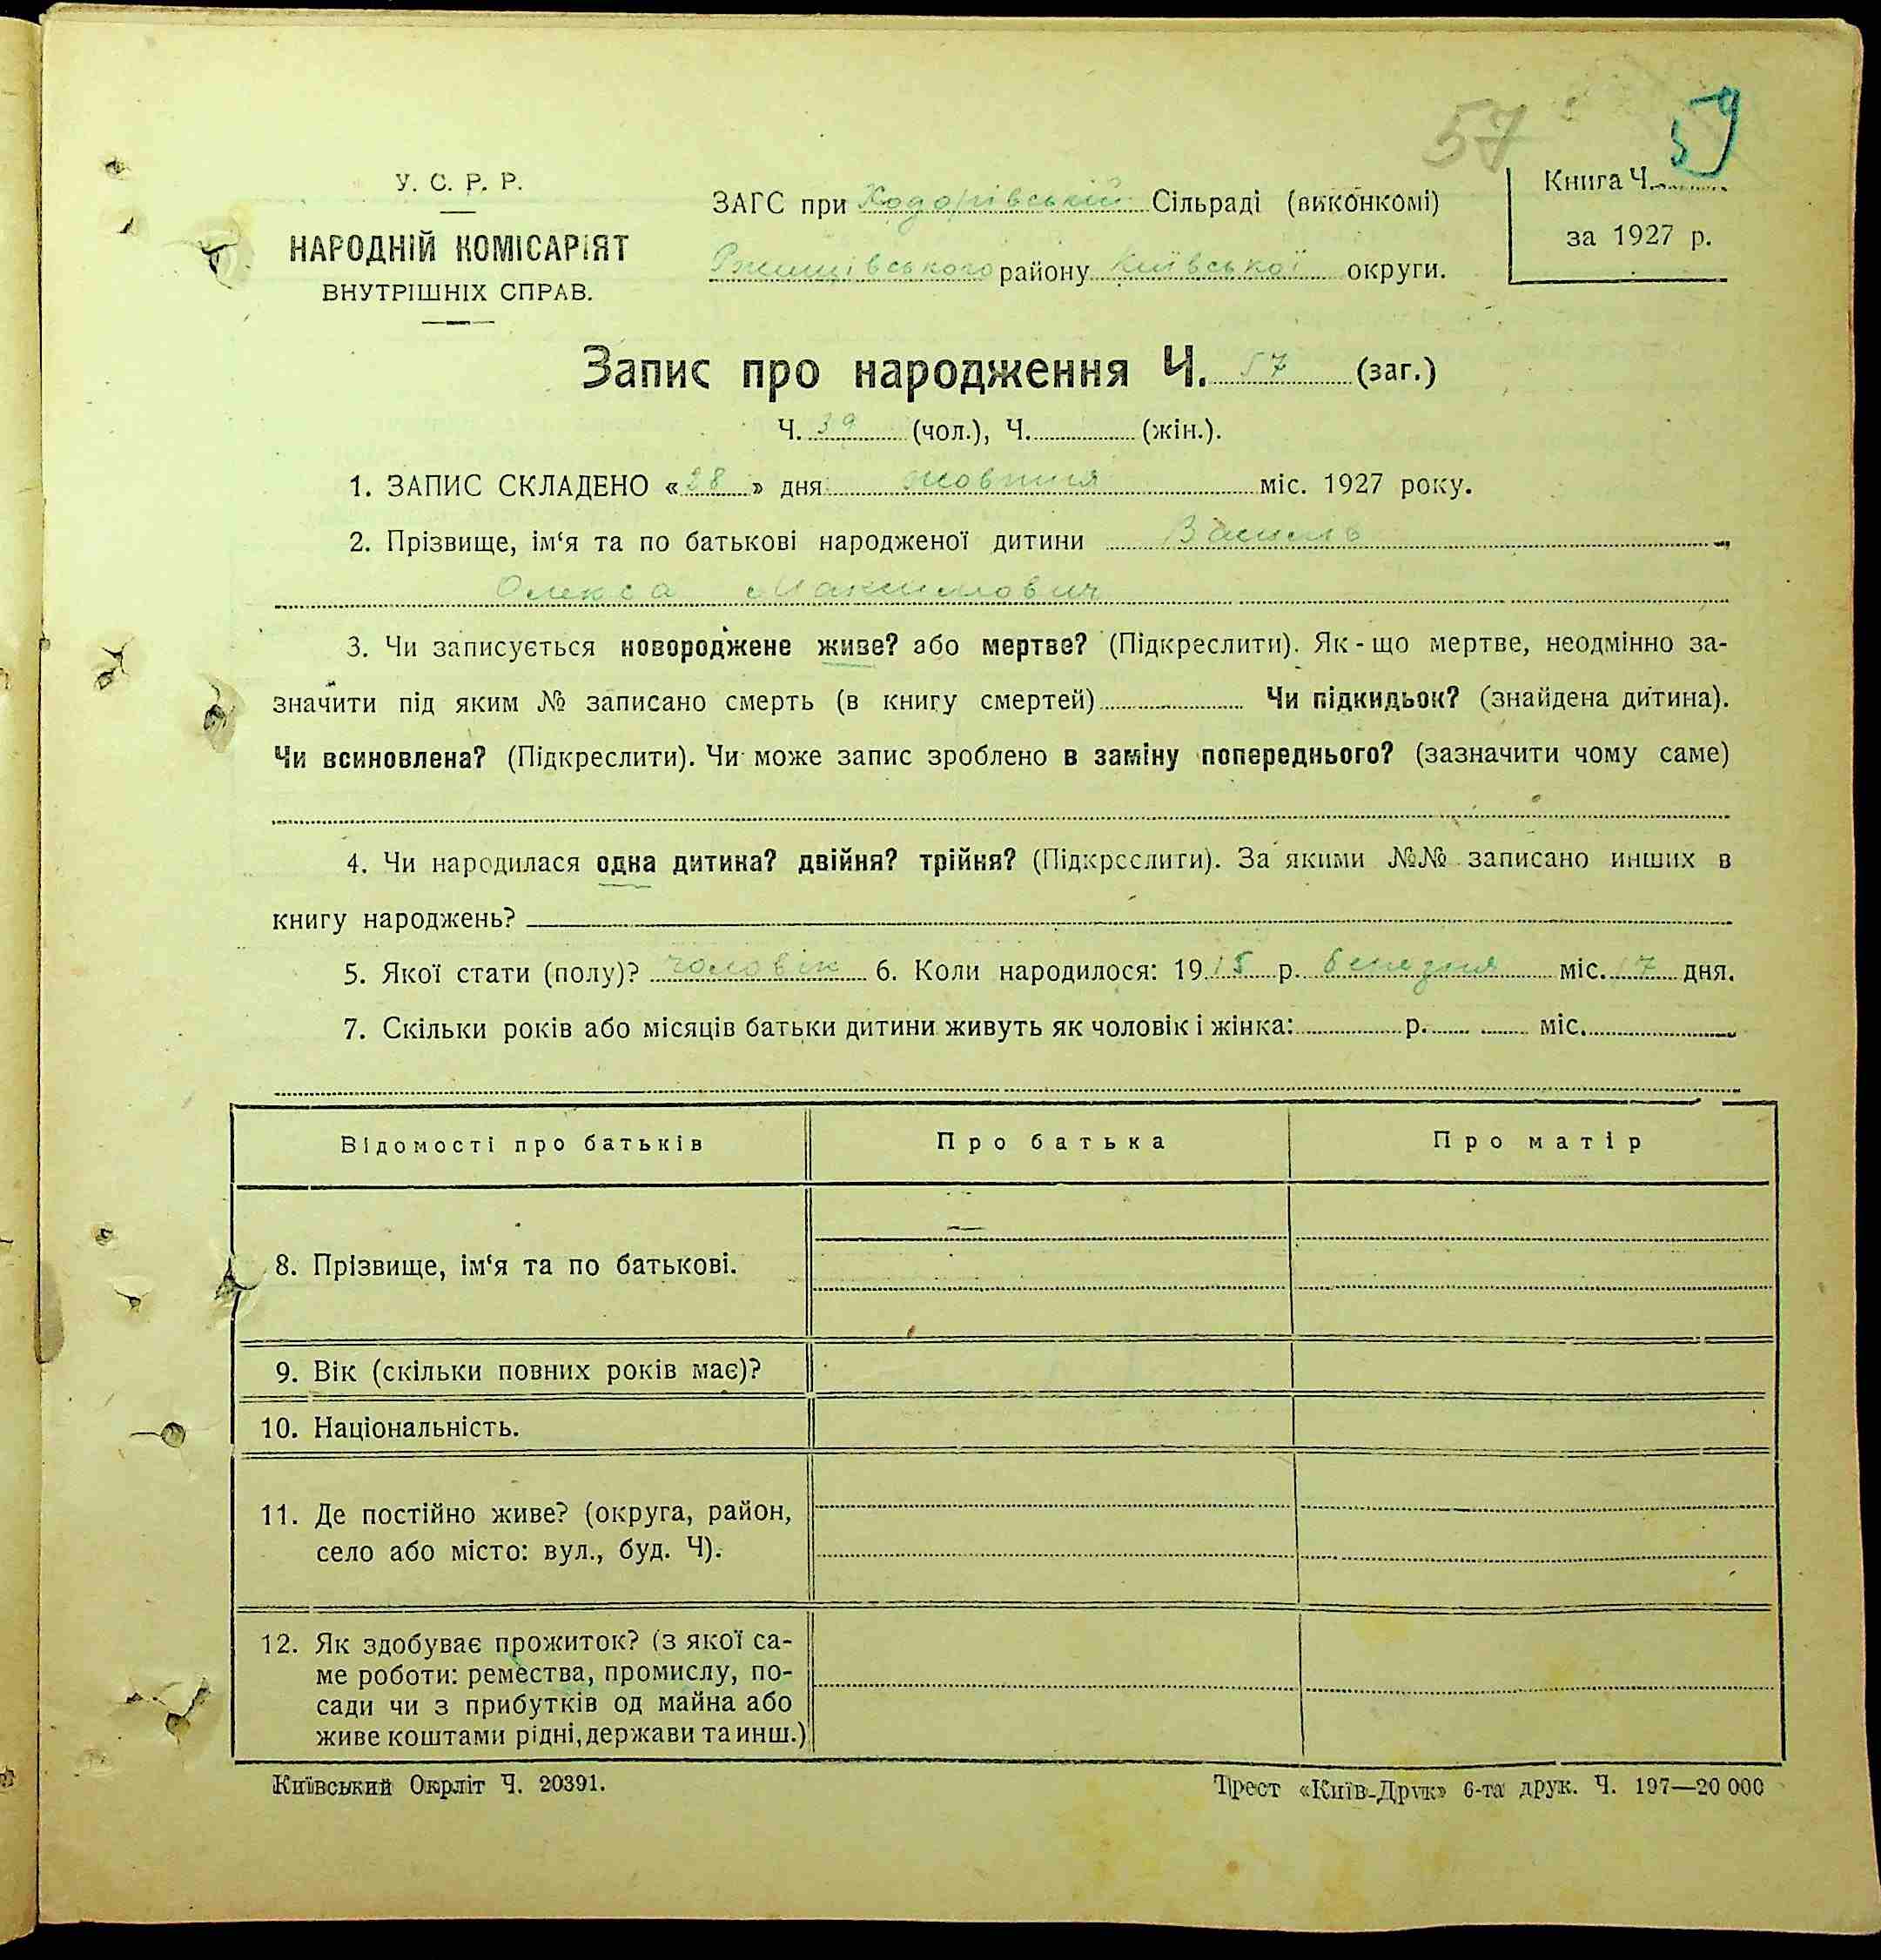 57
59
У. С. Р. Р.
НАРОДНІЙ КОМІСАРІЯТ
ВНУТРІШНІХ СПРАВ.
ЗАГС при Ходорівській Сільраді (виконкомі)
Ржищівського району Київської округи.
Книга Ч.
за 1927 р.
Запис про народження Ч. 57 (заг.)
Ч. 39 (чол.), Ч. (жін.).
1. ЗАПИС СКЛАДЕНО «28» дня жовтня міс. 1927 року.
2. Прізвище, ім‘я та по батькові народженої дитини
Олекса Максимович
3. Чи записується новороджене живе? або мертве? (Підкреслити). Як-що мертве, неодмінно за-
значити під яким № записано смерть (в книгу смертей) Чи підкидьок? (знайдена дитина).
Чи всиновлена? (Підкреслити). Чи може запис зроблено в заміну попереднього? (зазначити чому саме)
4. Чи народилася одна дитина? двійня? трійня? (Підкреслити). За якими №№ записано инших в
книгу народжень?
5. Якої стати (полу)? чоловік 6. Коли народилося: 1915 р. березня міс. 17 дня.
7. Скільки років або місяців батьки дитини живуть як чоловік і жінка: р. міс.
Відомості про батьків
Про батька
Про матір
8. Прізвище, ім‘я та по батькові.
9. Вік (скільки повних років має)?
10. Національність.
11. Де постійно живе? (округа, район,
село або місто: вул., буд. Ч).
12. Як здобуває прожиток? (з якої са-
ме роботи: ремества, промислу, по-
сади чи з прибутків од майна або
живе коштами рідні, держави та инш.)
Київський Окрліт Ч. 20391.
Трест «Київ-Друк» 6-та друк. Ч. 197—20 000